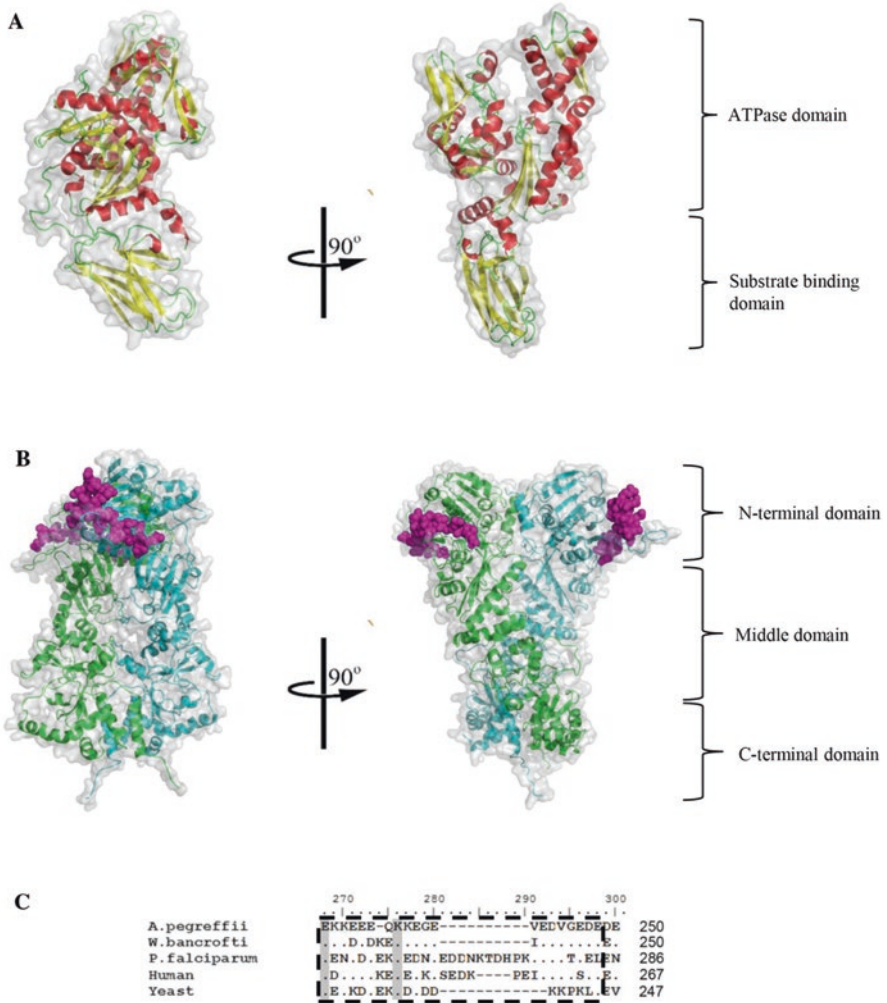 A
90°
ATPase domain
Substrate binding
domain
B
90°
N-terminal domain
Middle domain
C-terminal domain
C
270 280 290 300
A.pegreffii EKKEEE-QKKEGE----------VEDVGEDEDE 250
W.bancrofti ...D.DKE.....----------I.......E. 250
P.falciparum .EN.D.EK.EDN.EDDNKTDHPK....T.ELEN 286
Human .D....KE.E.K.SEDK----PEI.....S.E. 267
Yeast .E.KD.EK.D.DD----------..KKPKL.EV 247